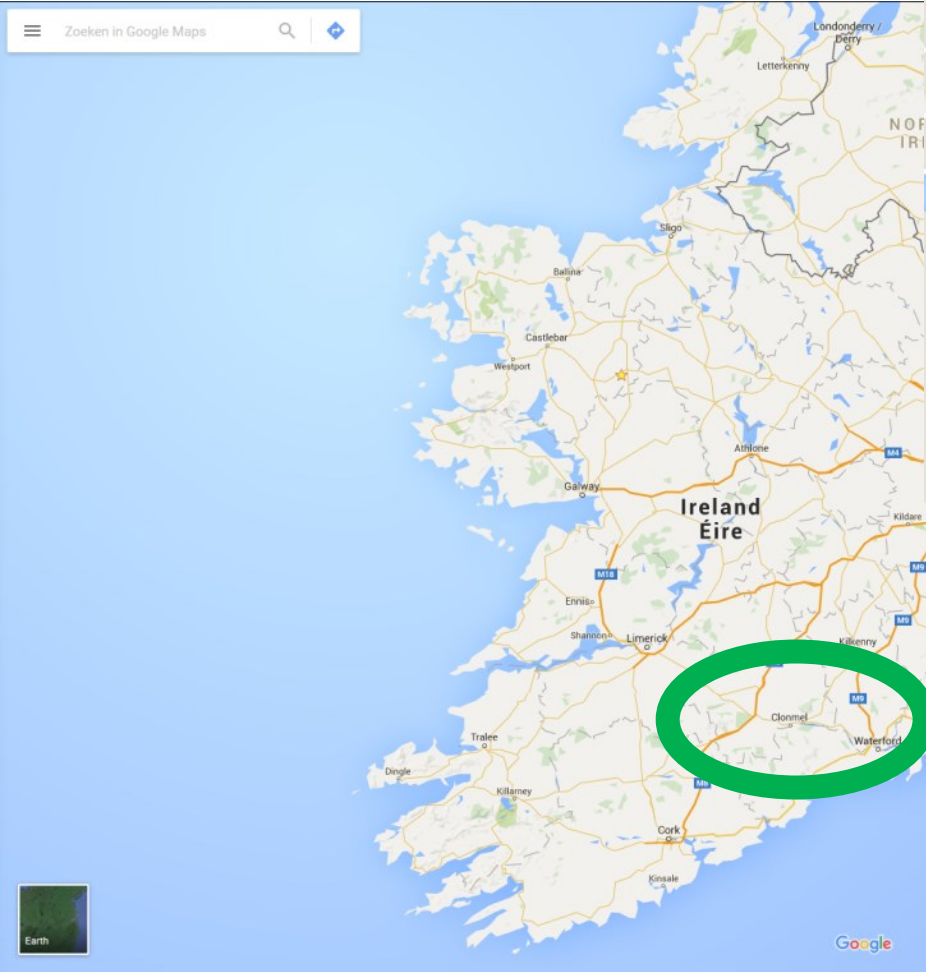 Zoeken in Google Maps
Londonderry /
Derry
Letterkenny
NOR
IRI
Sligo
Ballina
Castlebar
Westport
Athlone
M4
Galway
Ireland
Éire
Kildare
M18
M9
Ennis
M9
Shannon
Limerick
Kilkenny
M9
Clonmel
Tralee
Waterford
Dingle
M8
Killarney
Cork
Kinsale
Earth
Google